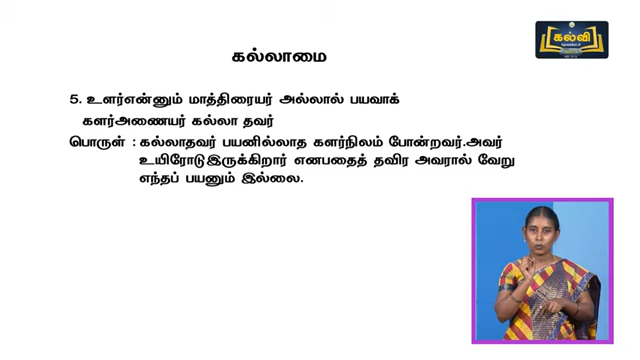 கல்வி
கல்லாமை
5. உளர்என்னும் மாத்திரையர் அல்லால் பயவாக்
களர்அணையர் கல்லா தவர்
பொருள் : கல்லாதவர் பயனில்லாத களர்நிலம் போன்றவர்.அவர்
உயிரோடுஇருக்கிறார் எனபதைத் தவிர அவரால் வேறு
எந்தப் பயனும் இல்லை.